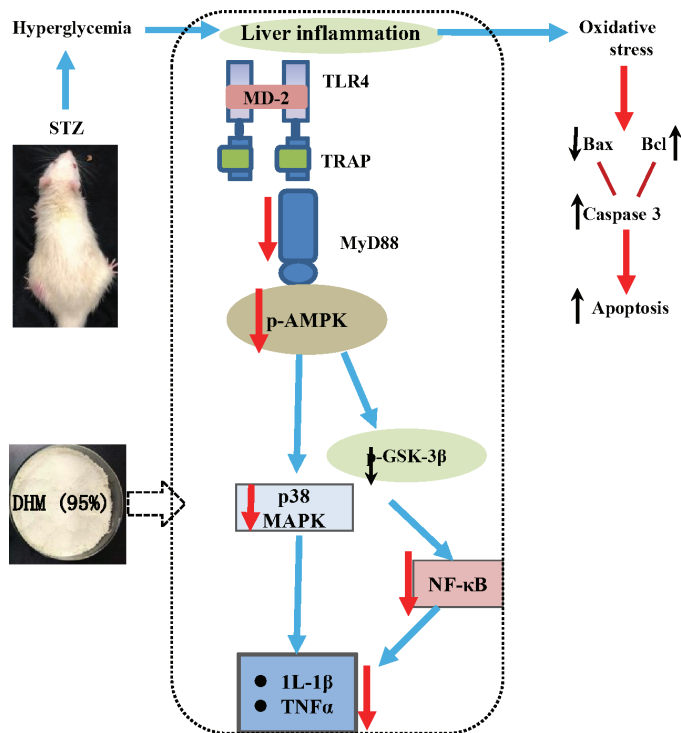 Hyperglycemia
Liver inflammation
Oxidative
stress
STZ
TLR4
MD-2
TRAP
MyD88
Bax
Bcl
Caspase 3
Apoptosis
p-AMPK
p-GSK-3β
DHM (95%)
p38
MAPK
NF-κB
1L-1β
TNFα